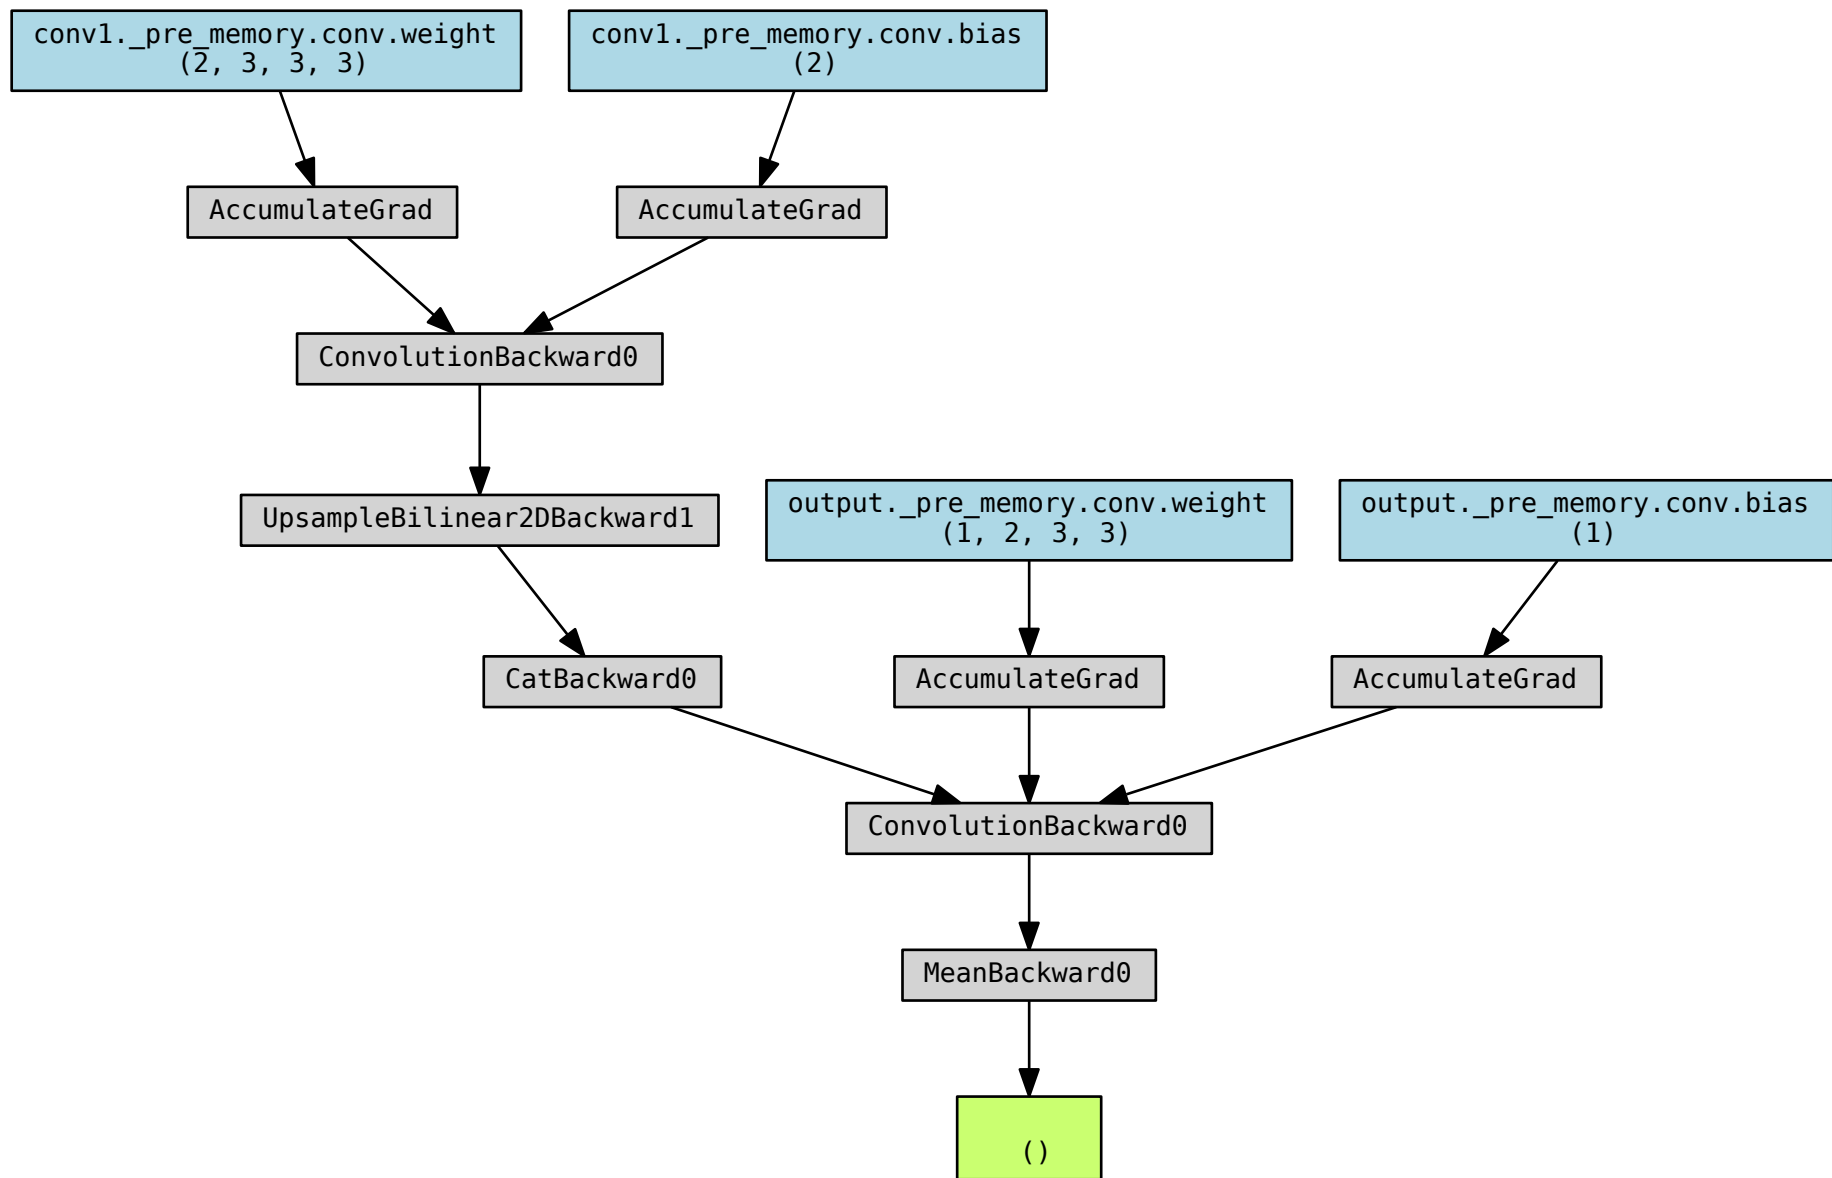 conv1._pre_memory.conv.weight
(2, 3, 3, 3)
conv1._pre_memory.conv.bias
(2)
AccumulateGrad
AccumulateGrad
ConvolutionBackward0
UpsampleBilinear2DBackward1
output._pre_memory.conv.weight
(1, 2, 3, 3)
output._pre_memory.conv.bias
(1)
CatBackward0
AccumulateGrad
AccumulateGrad
ConvolutionBackward0
MeanBackward0
()